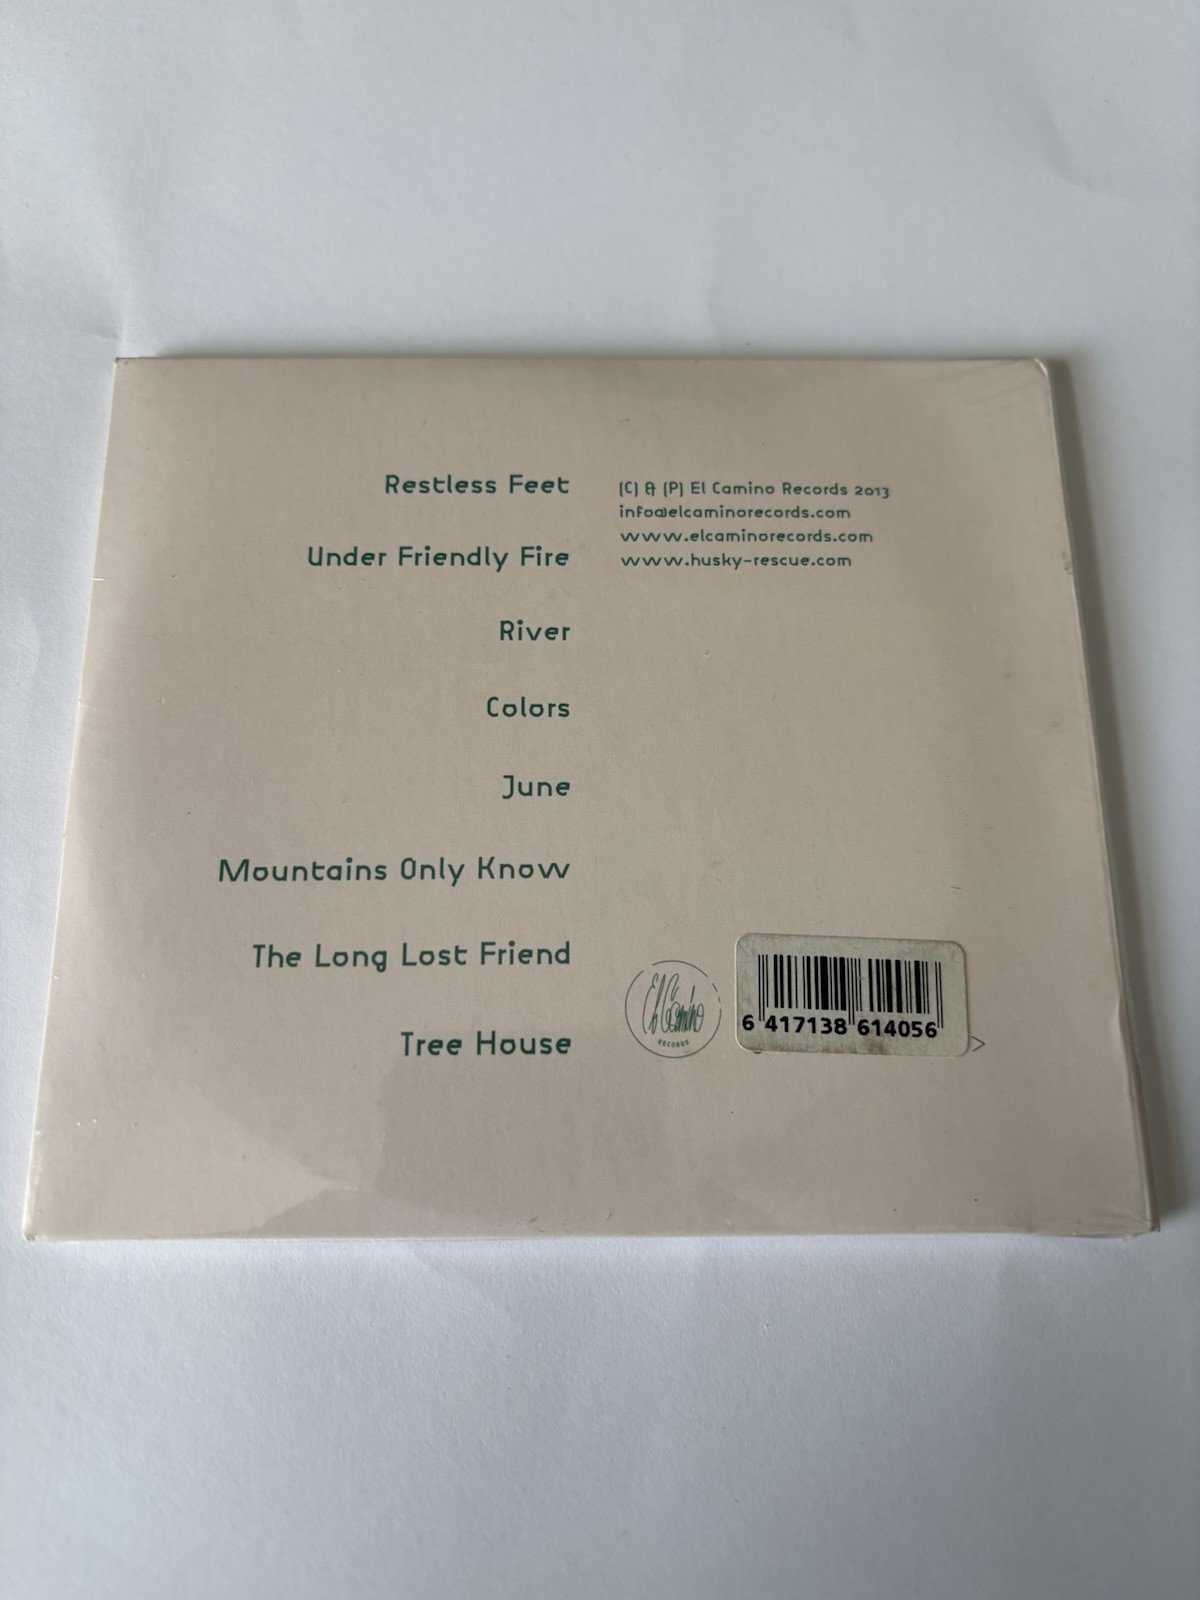 Restless Feet
Under Friendly Fire
River
Colors
June
Mountains Only Know
The Long Lost Friend
Tree House
(C) & (P) El Camino Records 2013
info@elcaminorecords.com
www.elcaminorecords.com
www.husky-rescue.com
El Camino
RECORDS
6 417138 614056
>